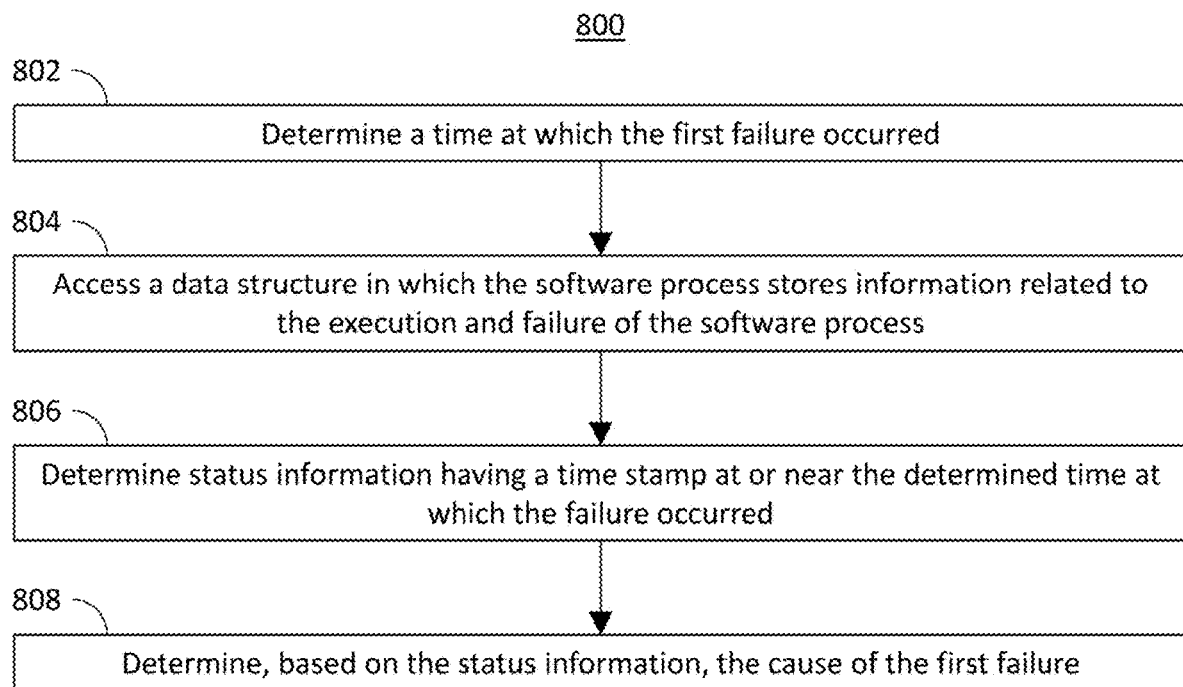 800
802
Determine a time at which the first failure occurred
804
Access a data structure in which the software process stores information related to
the execution and failure of the software process
806
Determine status information having a time stamp at or near the determined time at
which the failure occurred
808
Determine, based on the status information, the cause of the first failure